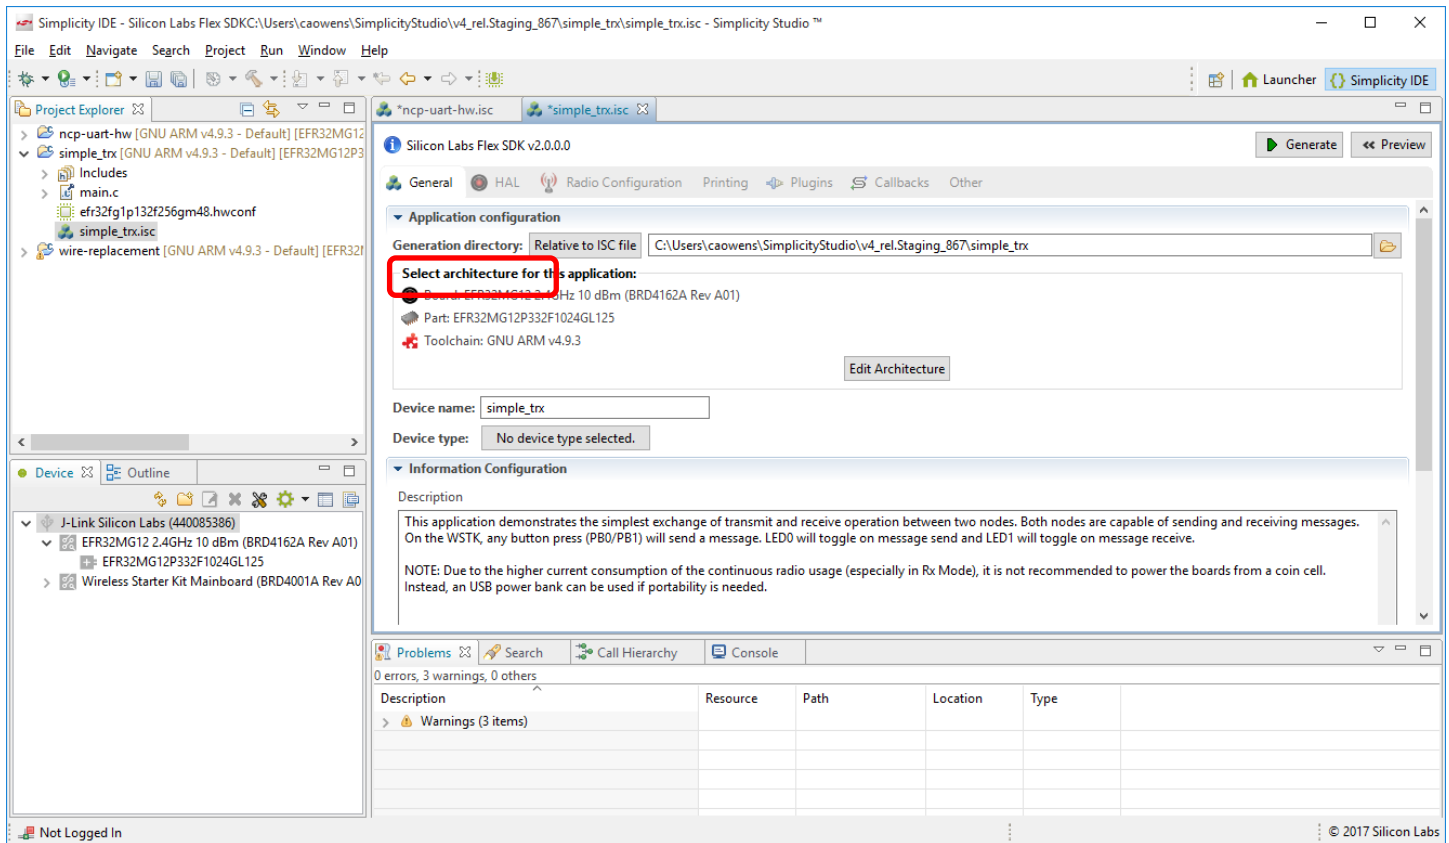 Simplicity IDE - Silicon Labs Flex SDKC:\Users\caowens\SimplicityStudio\v4_rel.Staging_867\simple_trx\simple_trx.isc - Simplicity Studio ™
File Edit Navigate Search Project Run Window Help
Launcher Simplicity IDE
Project Explorer
ncp-uart-hw [GNU ARM v4.9.3 - Default] [EFR32MG12
simple_trx [GNU ARM v4.9.3 - Default] [EFR32MG12P3
Includes
main.c
efr32fg1p132f256gm48.hwconf
simple_trx.isc
wire-replacement [GNU ARM v4.9.3 - Default] [EFR32
*ncp-uart-hw.isc *simple_trx.isc
Silicon Labs Flex SDK v2.0.0.0
Generate Preview
General HAL Radio Configuration Printing Plugins Callbacks Other
Application configuration
Generation directory: Relative to ISC file C:\Users\caowens\SimplicityStudio\v4_rel.Staging_867\simple_trx
Select architecture for this application:
Board: EFR32MG12 2.4GHz 10 dBm (BRD4162A Rev A01)
Part: EFR32MG12P332F1024GL125
Toolchain: GNU ARM v4.9.3
Edit Architecture
Device name: simple_trx
Device type: No device type selected.
Information Configuration
Description
This application demonstrates the simplest exchange of transmit and receive operation between two nodes. Both nodes are capable of sending and receiving messages.
On the WSTK, any button press (PB0/PB1) will send a message. LED0 will toggle on message send and LED1 will toggle on message receive.
NOTE: Due to the higher current consumption of the continuous radio usage (especially in Rx Mode), it is not recommended to power the boards from a coin cell.
Instead, an USB power bank can be used if portability is needed.
Device Outline
J-Link Silicon Labs (440085386)
EFR32MG12 2.4GHz 10 dBm (BRD4162A Rev A01)
EFR32MG12P332F1024GL125
Wireless Starter Kit Mainboard (BRD4001A Rev A0
Problems Search Call Hierarchy Console
0 errors, 3 warnings, 0 others
Description Resource Path Location Type
Warnings (3 items)
Not Logged In
© 2017 Silicon Labs